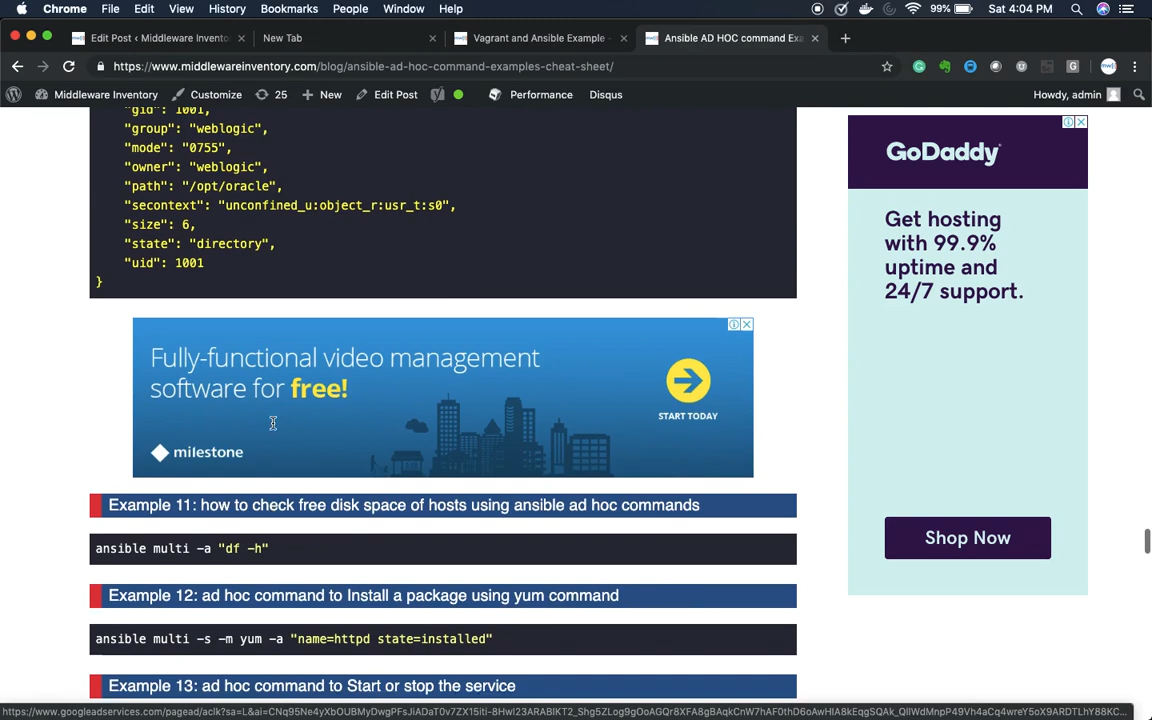 Chrome File Edit View History Bookmarks People Window Help 99% Sat 4:04 PM
Edit Post ‹ Middleware Invento
New Tab
Vagrant and Ansible Example -
Ansible AD HOC command Exa
https://www.middlewareinventory.com/blog/ansible-ad-hoc-command-examples-cheat-sheet/
Middleware Inventory Customize 25 New Edit Post Performance Disqus Howdy, admin
"gid": 1001,
"group": "weblogic",
"mode": "0755",
"owner": "weblogic",
"path": "/opt/oracle",
"secontext": "unconfined_u:object_r:usr_t:s0",
"size": 6,
"state": "directory",
"uid": 1001
}
Fully-functional video management
software for free!
START TODAY
milestone
Example 11: how to check free disk space of hosts using ansible ad hoc commands
ansible multi -a "df -h"
Example 12: ad hoc command to Install a package using yum command
ansible multi -s -m yum -a "name=httpd state=installed"
Example 13: ad hoc command to Start or stop the service
GoDaddy
Get hosting
with 99.9%
uptime and
24/7 support.
Shop Now